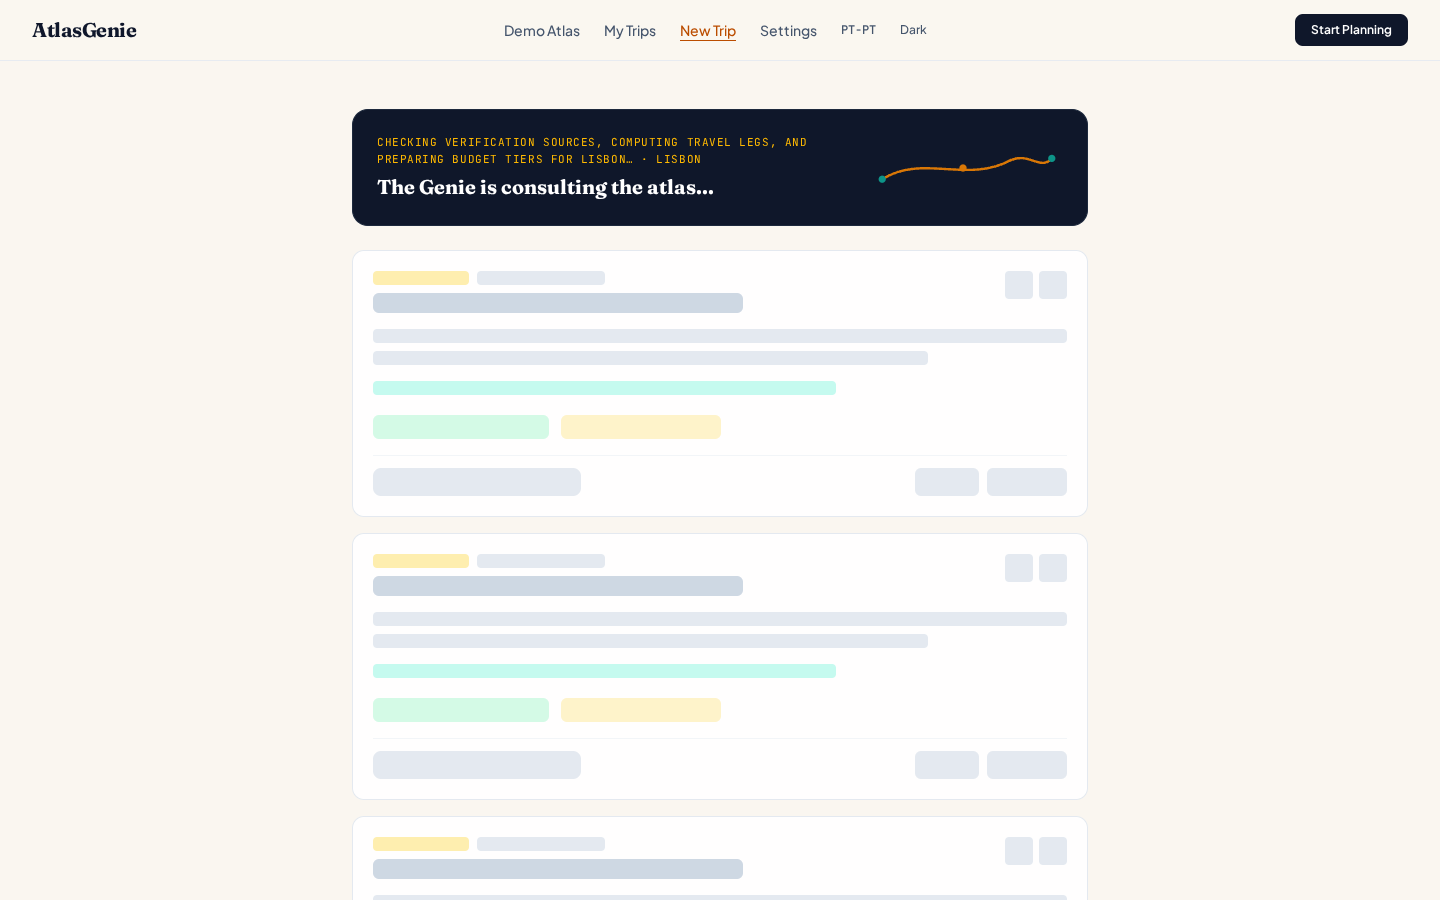 AtlasGenie
Demo Atlas
My Trips
New Trip
Settings
PT-PT
Dark
Start Planning
CHECKING VERIFICATION SOURCES, COMPUTING TRAVEL LEGS, AND
PREPARING BUDGET TIERS FOR LISBON… · LISBON
The Genie is consulting the atlas...